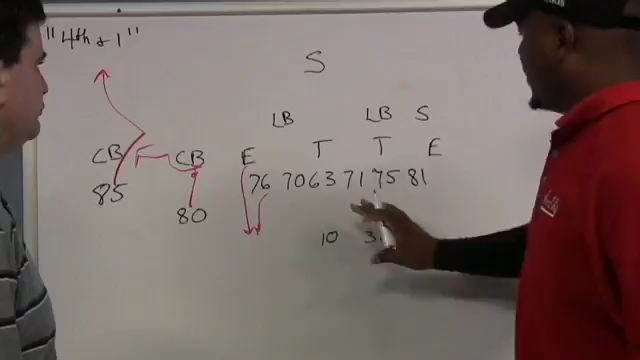 "4th & 1"
S
LB LB S
CB CB E T T E
85 76 70 63 71 75 81
80
10 3